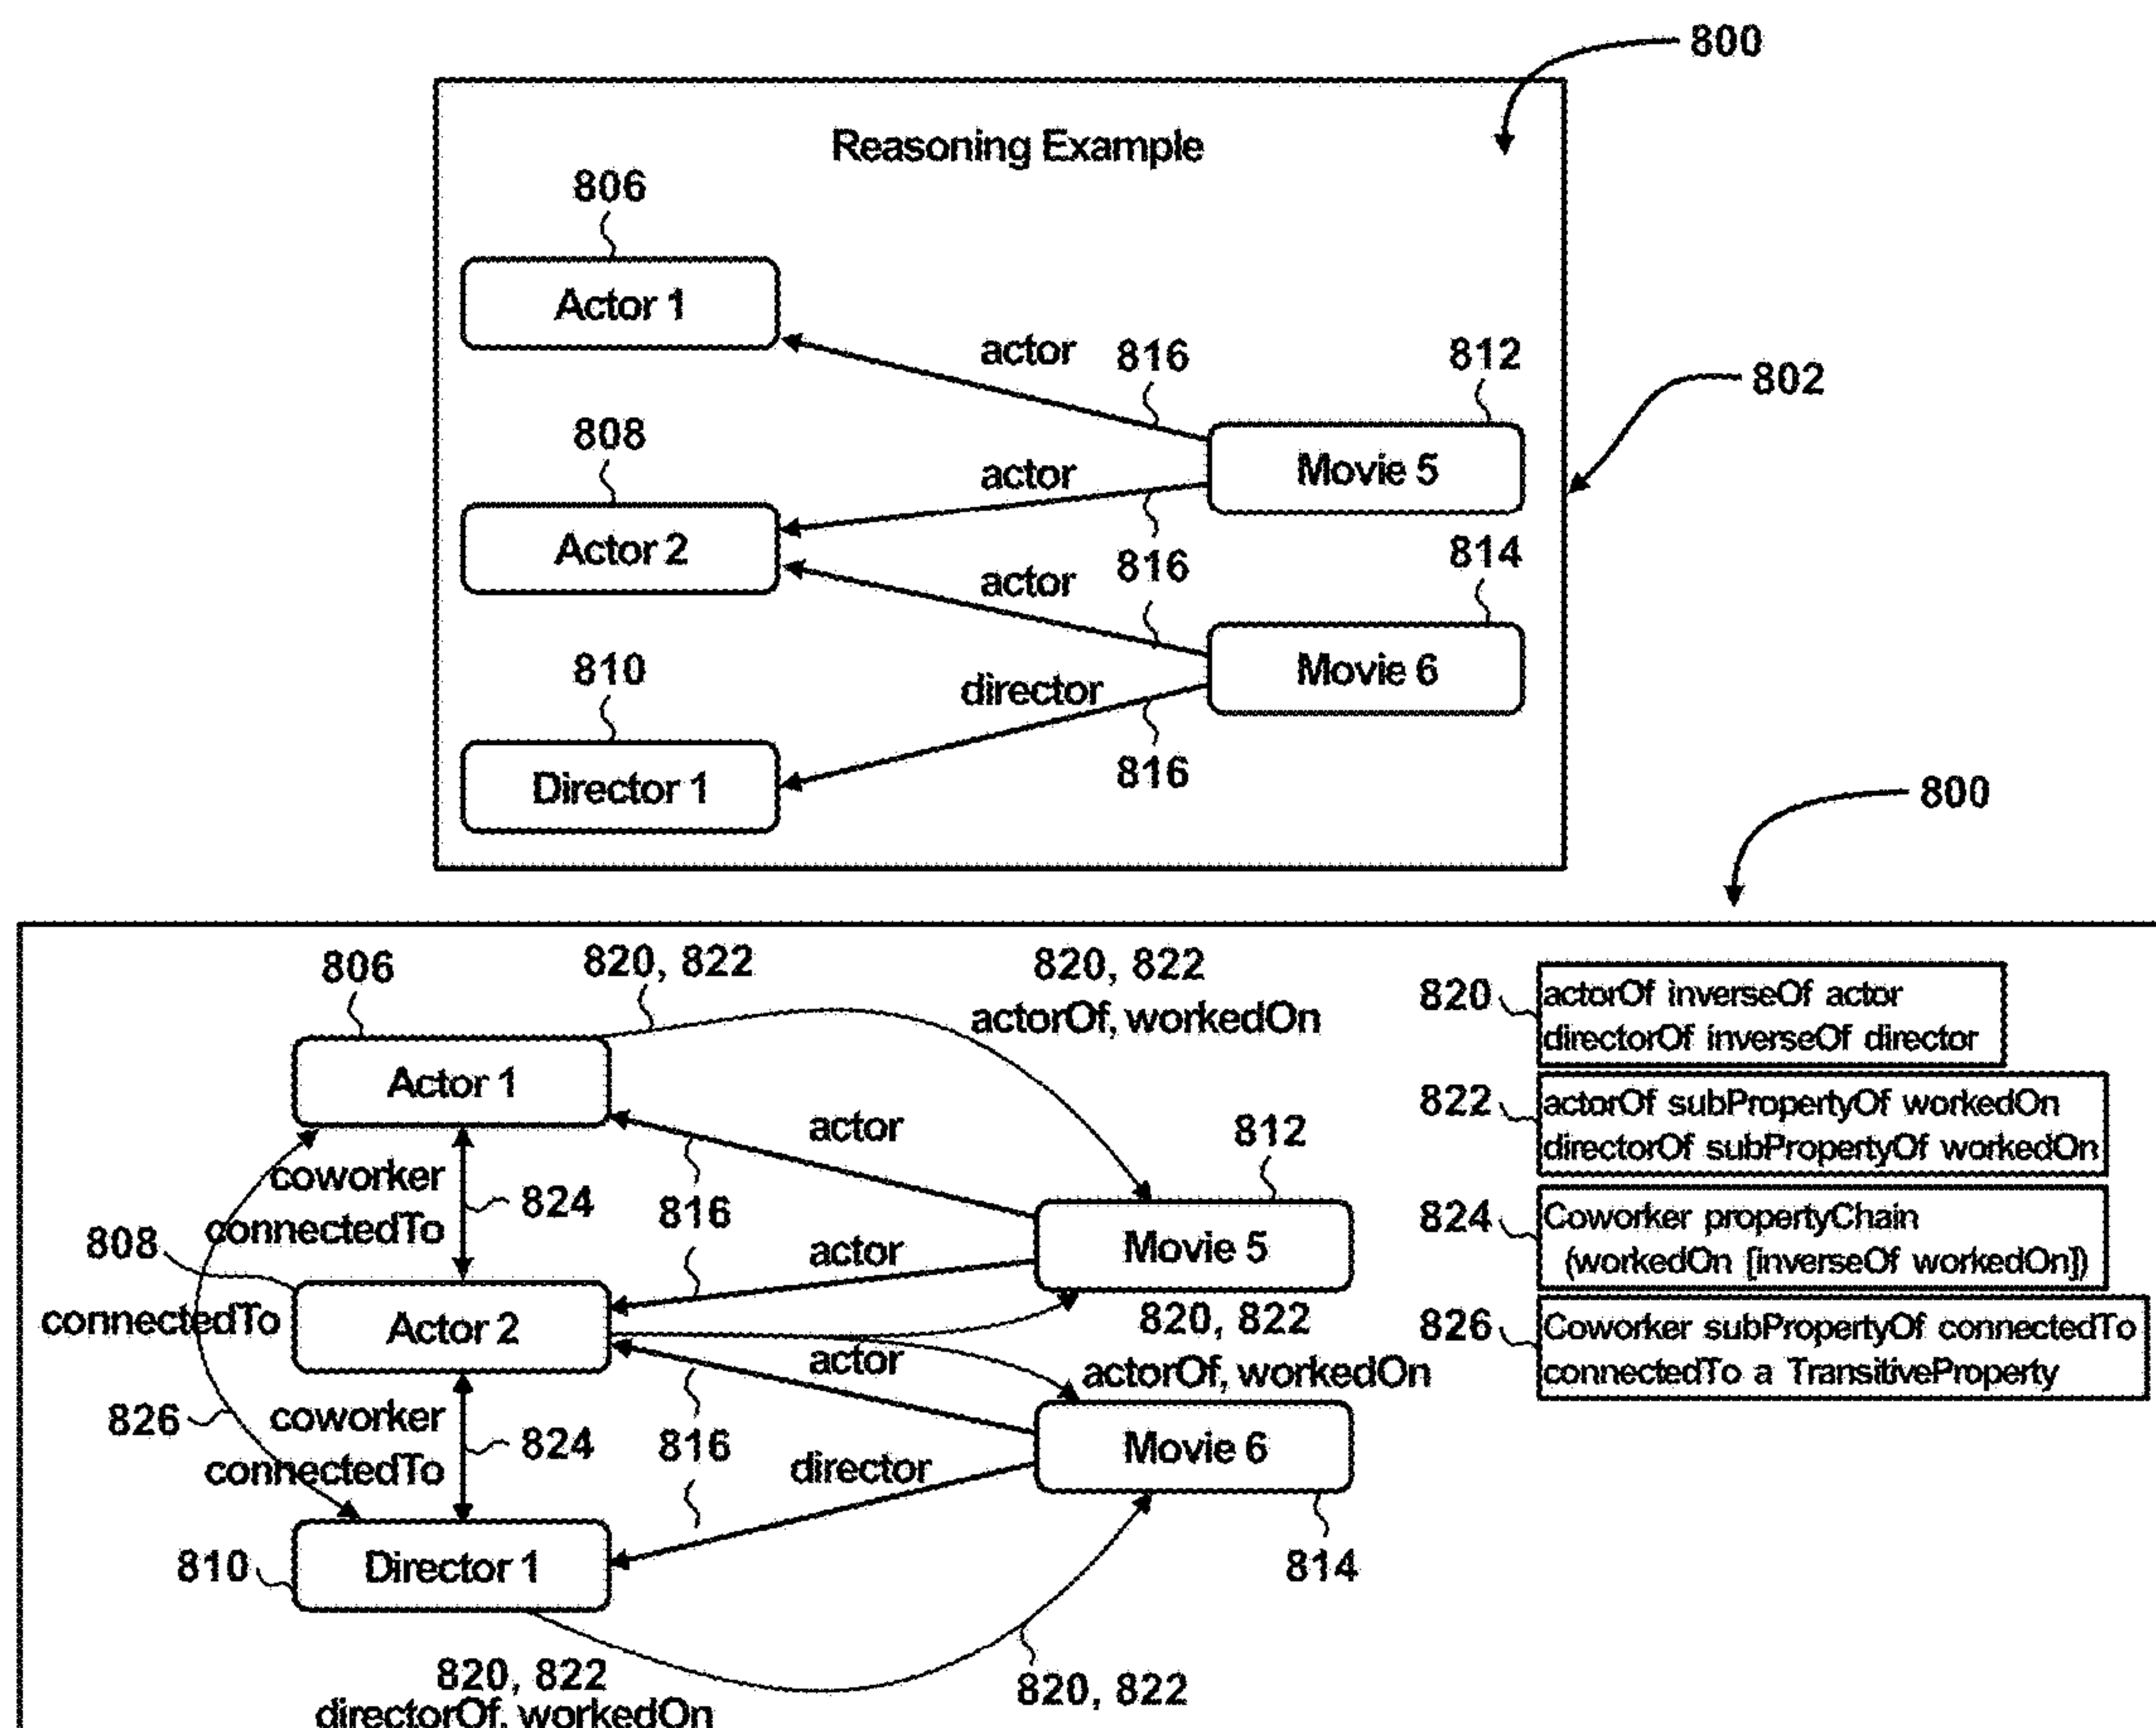 800
Reasoning Example
806
Actor 1
actor 816
812
802
808
Movie 5
actor
Actor 2
816
814
actor
810
Movie 6
director
816
Director 1
800
806
820, 822
820, 822
actorOf, workedOn
820
actorOf inverseOf actor
directorOf inverseOf director
Actor 1
822
actorOf subPropertyOf workedOn
directorOf subPropertyOf workedOn
actor
812
coworker
824
816
connectedTo
808
824
Coworker propertyChain
(workedOn [inverseOf workedOn])
actor
Movie 5
connectedTo
Actor 2
820, 822
826
Coworker subPropertyOf connectedTo
connectedTo a TransitiveProperty
actor
actorOf, workedOn
826
coworker
824
816
connectedTo
director
Movie 6
810
Director 1
814
820, 822
directorOf, workedOn
820, 822